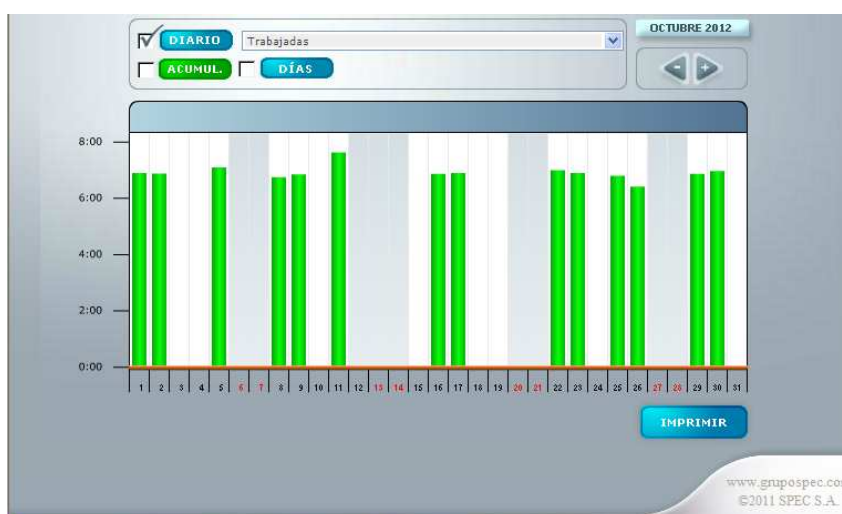 DIARIO Trabajadas OCTUBRE 2012
ACUMUL. DÍAS - +
8:00
6:00
4:00
2:00
0:00
1 2 3 4 5 6 7 8 9 10 11 12 13 14 15 16 17 18 19 20 21 22 23 24 25 26 27 28 29 30 31
IMPRIMIR
www.grupospec.co
©2011 SPEC S.A.